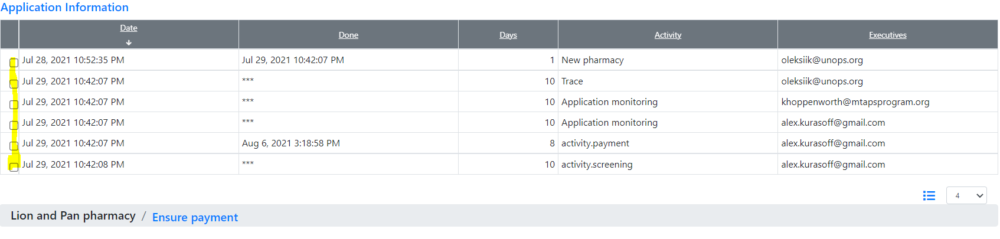 Application Information
Date Done Days Activity Executives
Jul 28, 2021 10:52:35 PM Jul 29, 2021 10:42:07 PM 1 New pharmacy oleksiik@unops.org
Jul 29, 2021 10:42:07 PM *** 10 Trace oleksiik@unops.org
Jul 29, 2021 10:42:07 PM *** 10 Application monitoring khoppenworth@mtapsprogram.org
Jul 29, 2021 10:42:07 PM *** 10 Application monitoring alex.kurasoff@gmail.com
Jul 29, 2021 10:42:07 PM Aug 6, 2021 3:18:58 PM 8 activity.payment alex.kurasoff@gmail.com
Jul 29, 2021 10:42:08 PM *** 10 activity.screening alex.kurasoff@gmail.com
4
Lion and Pan pharmacy / Ensure payment